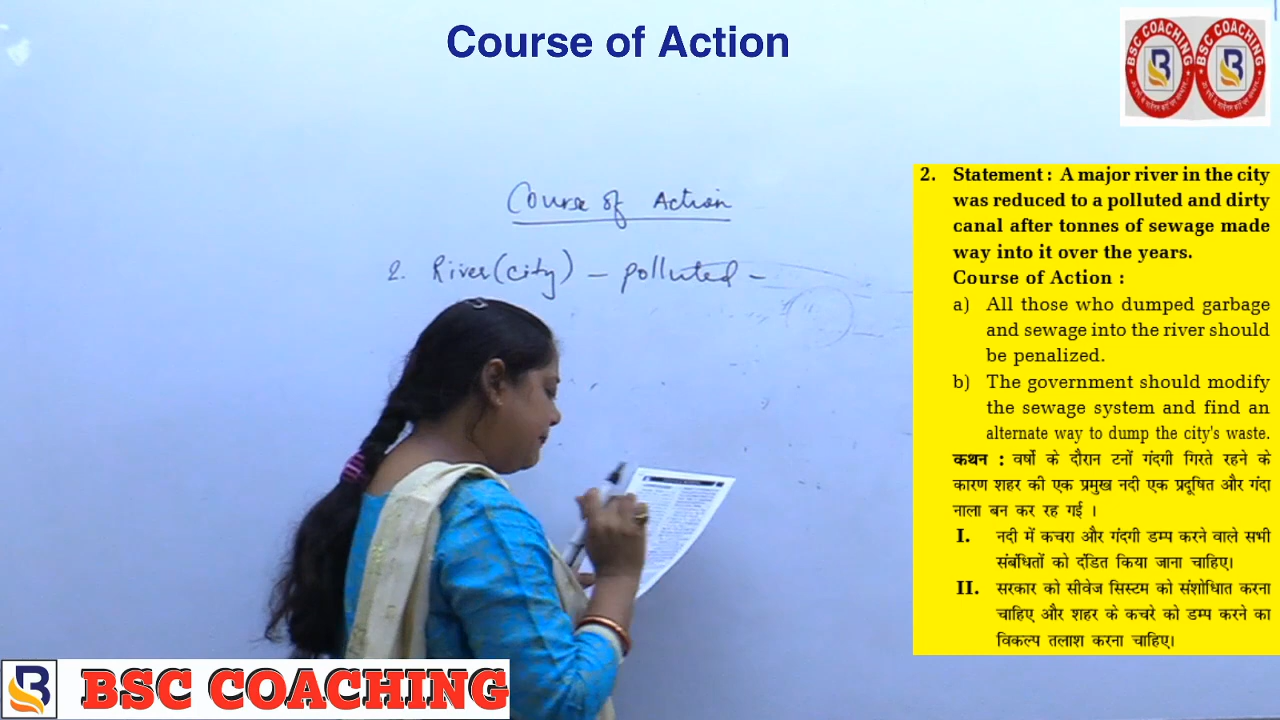 Course of Action
BSC COACHING BSC COACHING
Course of Action
2. River(city) – polluted –
2. Statement : A major river in the city
was reduced to a polluted and dirty
canal after tonnes of sewage made
way into it over the years.
Course of Action :
a) All those who dumped garbage
and sewage into the river should
be penalized.
b) The government should modify
the sewage system and find an
alternate way to dump the city's waste.
कथन : वर्षो के दौरान टनों गंदगी गिरते रहने के
कारण शहर की एक प्रमुख नदी एक प्रदूषित और गंदा
नाला बन कर रह गई ।
I. नदी में कचरा और गंदगी डम्प करने वाले सभी
संबंधितों को दंडित किया जाना चाहिए।
II. सरकार को सीवेज सिस्टम को संशोधित करना
चाहिए और शहर के कचरे को डम्प करने का
विकल्प तलाश करना चाहिए।
BSC COACHING